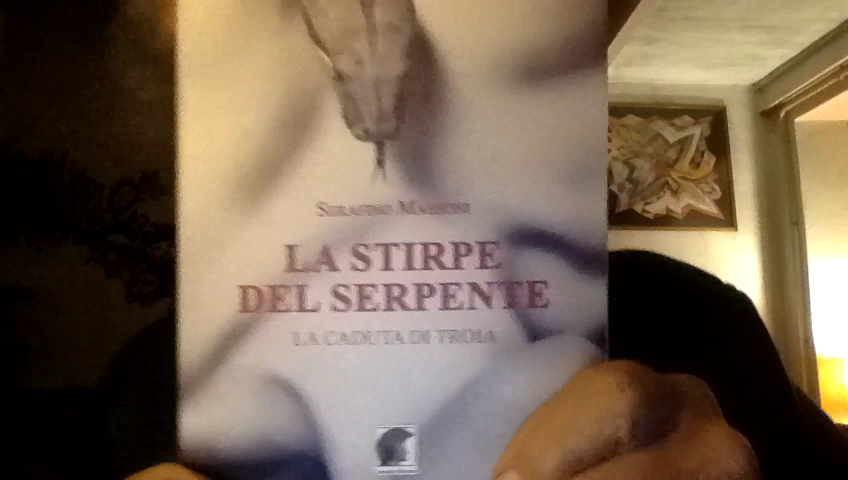 SERAFINO MASSONI
LA STIRPE
DEL SERPENTE
LA CADUTA DI TROIA